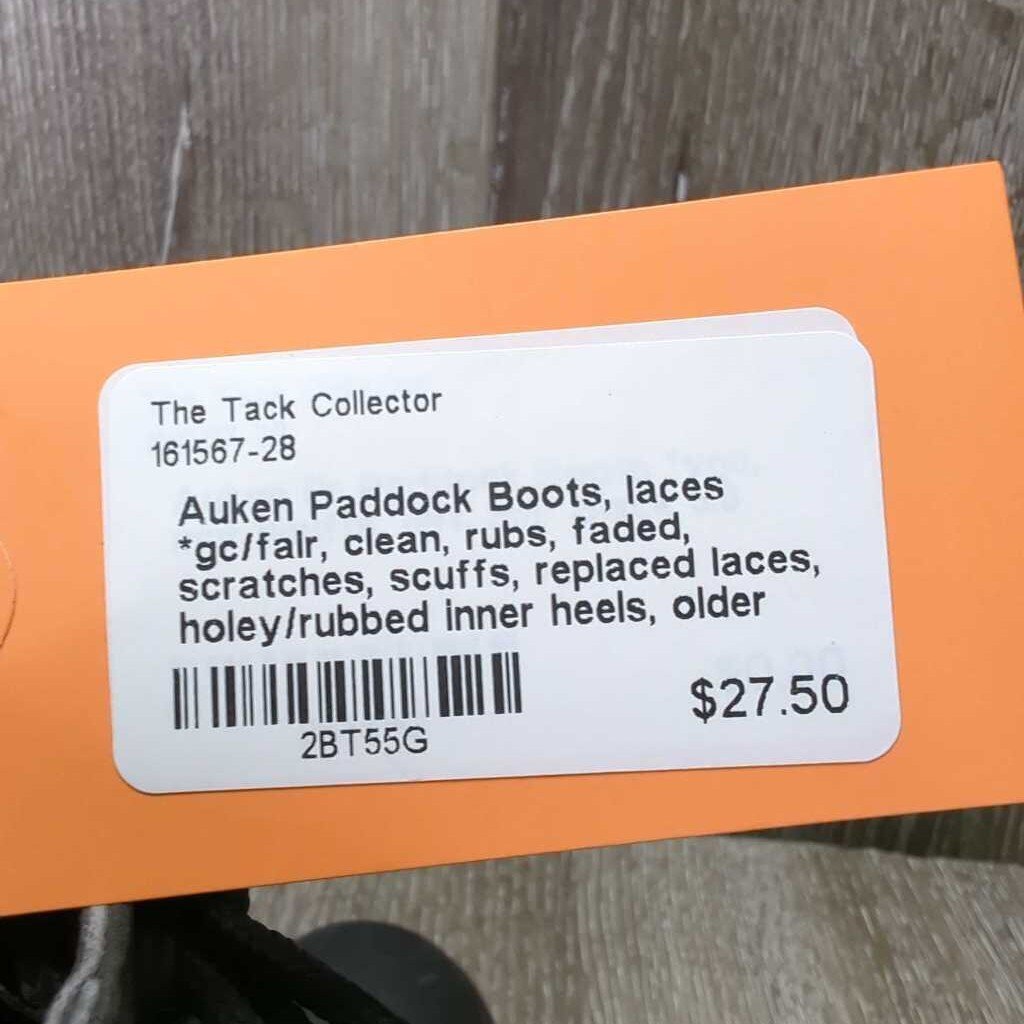 The Tack Collector
161567-28
Auken Paddock Boots, laces
*gc/fair, clean, rubs, faded,
scratches, scuffs, replaced laces,
holey/rubbed inner heels, older
$27.50
2BT55G